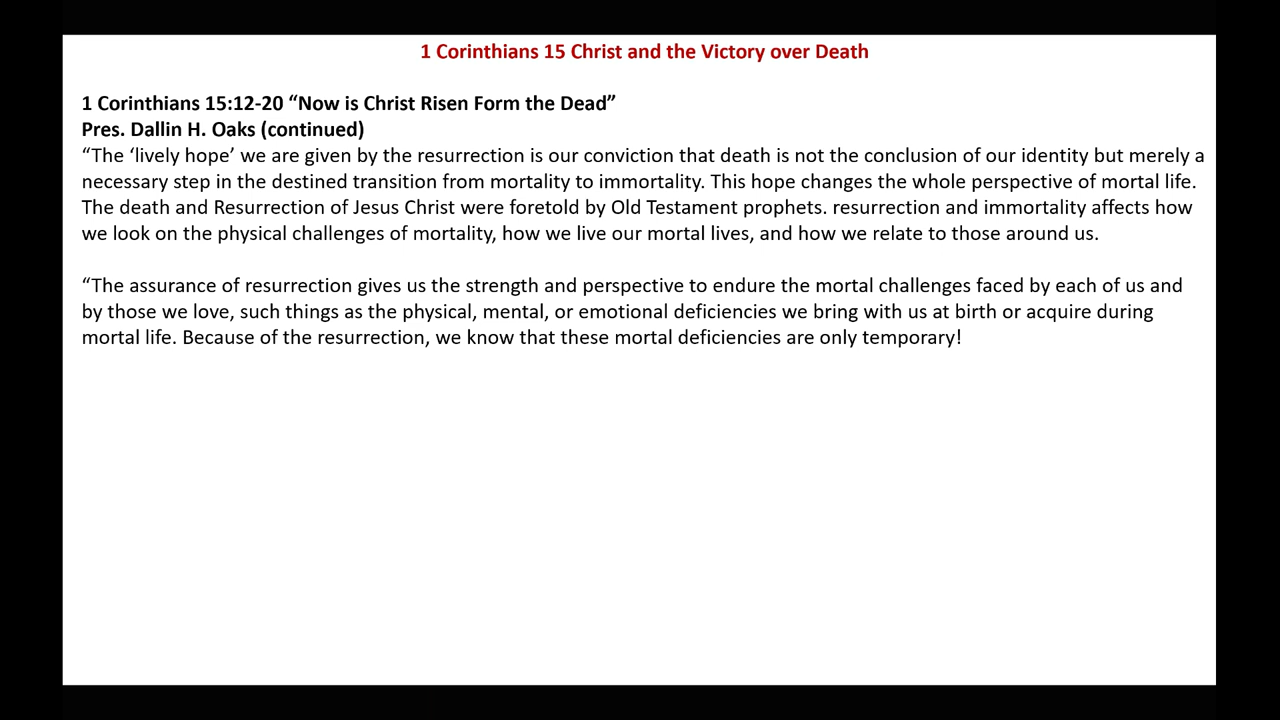 1 Corinthians 15 Christ and the Victory over Death
1 Corinthians 15:12-20 “Now is Christ Risen Form the Dead”
Pres. Dallin H. Oaks (continued)
“The ‘lively hope’ we are given by the resurrection is our conviction that death is not the conclusion of our identity but merely a
necessary step in the destined transition from mortality to immortality. This hope changes the whole perspective of mortal life.
The death and Resurrection of Jesus Christ were foretold by Old Testament prophets. resurrection and immortality affects how
we look on the physical challenges of mortality, how we live our mortal lives, and how we relate to those around us.
“The assurance of resurrection gives us the strength and perspective to endure the mortal challenges faced by each of us and
by those we love, such things as the physical, mental, or emotional deficiencies we bring with us at birth or acquire during
mortal life. Because of the resurrection, we know that these mortal deficiencies are only temporary!